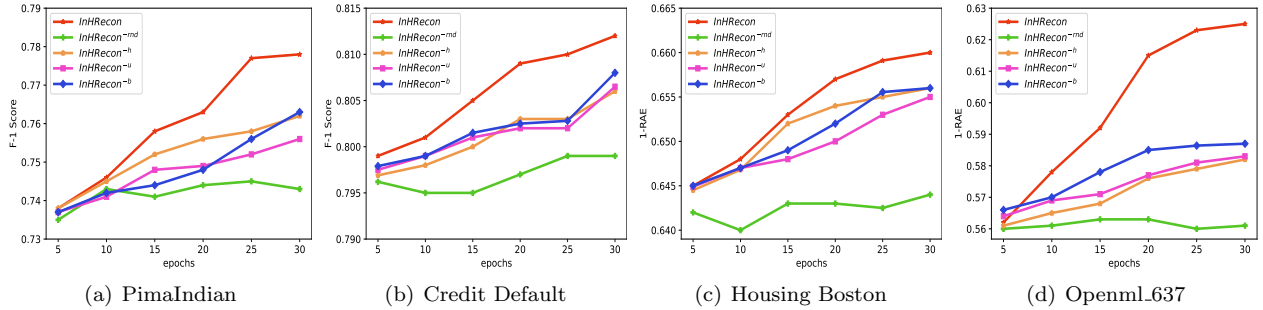 0.79
0.78
0.77
0.76
0.75
0.74
0.73
F-1 Score
InHRecon
InHRecon⁻ʳⁿᵈ
InHRecon⁻ʰ
InHRecon⁻ᵘ
InHRecon⁻ᵇ
5 10 15 20 25 30
epochs
(a) PimaIndian
0.815
0.810
0.805
0.800
0.795
0.790
F-1 Score
InHRecon
InHRecon⁻ʳⁿᵈ
InHRecon⁻ʰ
InHRecon⁻ᵘ
InHRecon⁻ᵇ
5 10 15 20 25 30
epochs
(b) Credit Default
1.665
0.660
0.655
0.650
0.645
0.640
1-RAE
InHRecon
InHRecon⁻ʳⁿᵈ
InHRecon⁻ʰ
InHRecon⁻ᵘ
InHRecon⁻ᵇ
5 10 15 20 25 30
epochs
(c) Housing Boston
0.63
0.62
0.61
0.60
0.59
0.58
0.57
0.56
1-RAE
InHRecon
InHRecon⁻ʳⁿᵈ
InHRecon⁻ʰ
InHRecon⁻ᵘ
InHRecon⁻ᵇ
5 10 15 20 25 30
epochs
(d) Openml_637